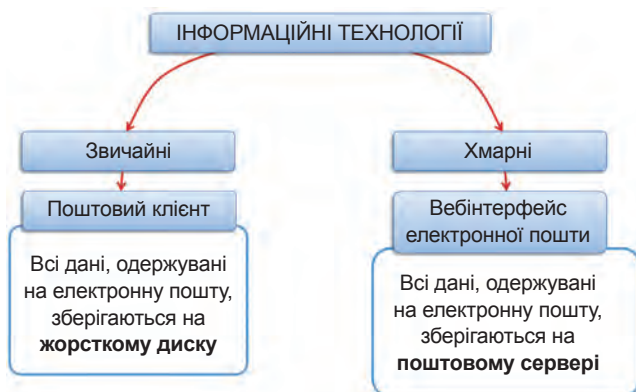 ІНФОРМАЦІЙНІ ТЕХНОЛОГІЇ
Звичайні
Поштовий клієнт
Всі дані, одержувані
на електронну пошту,
зберігаються на
жорсткому диску
Хмарні
Вебінтерфейс
електронної пошти
Всі дані, одержувані
на електронну пошту,
зберігаються на
поштовому сервері